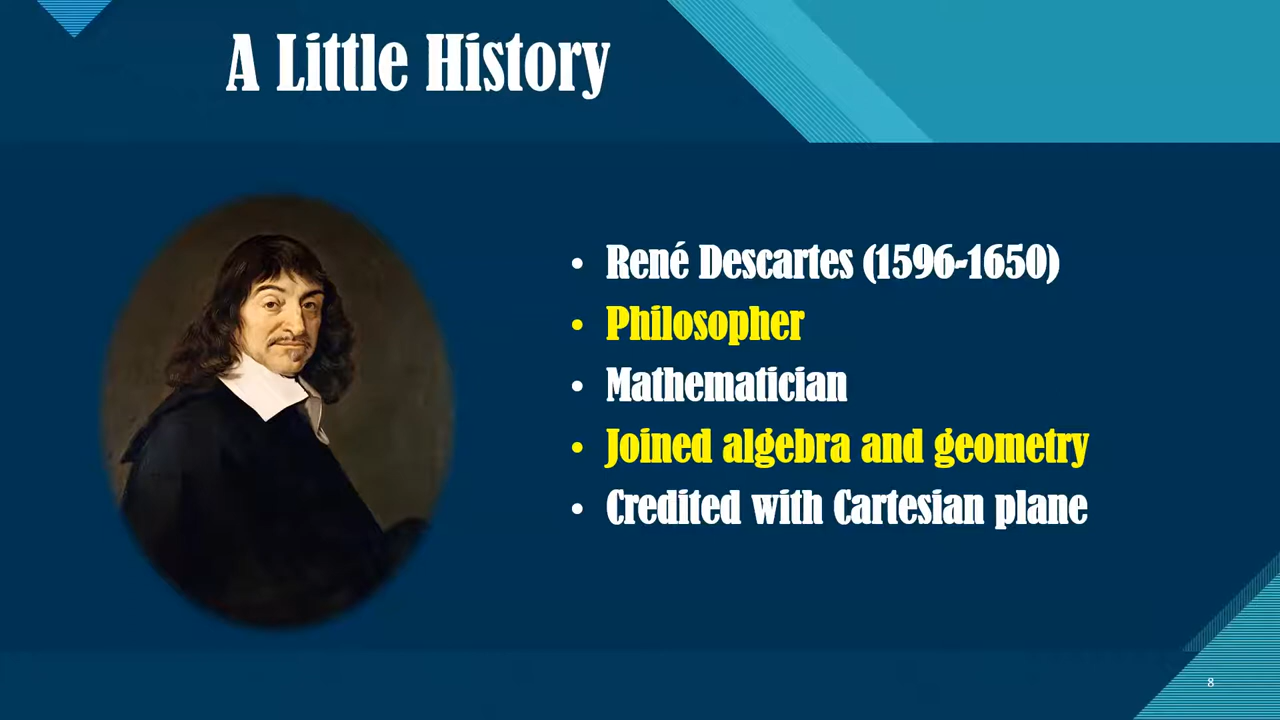 A Little History
• René Descartes (1596-1650)
• Philosopher
• Mathematician
• Joined algebra and geometry
• Credited with Cartesian plane
8